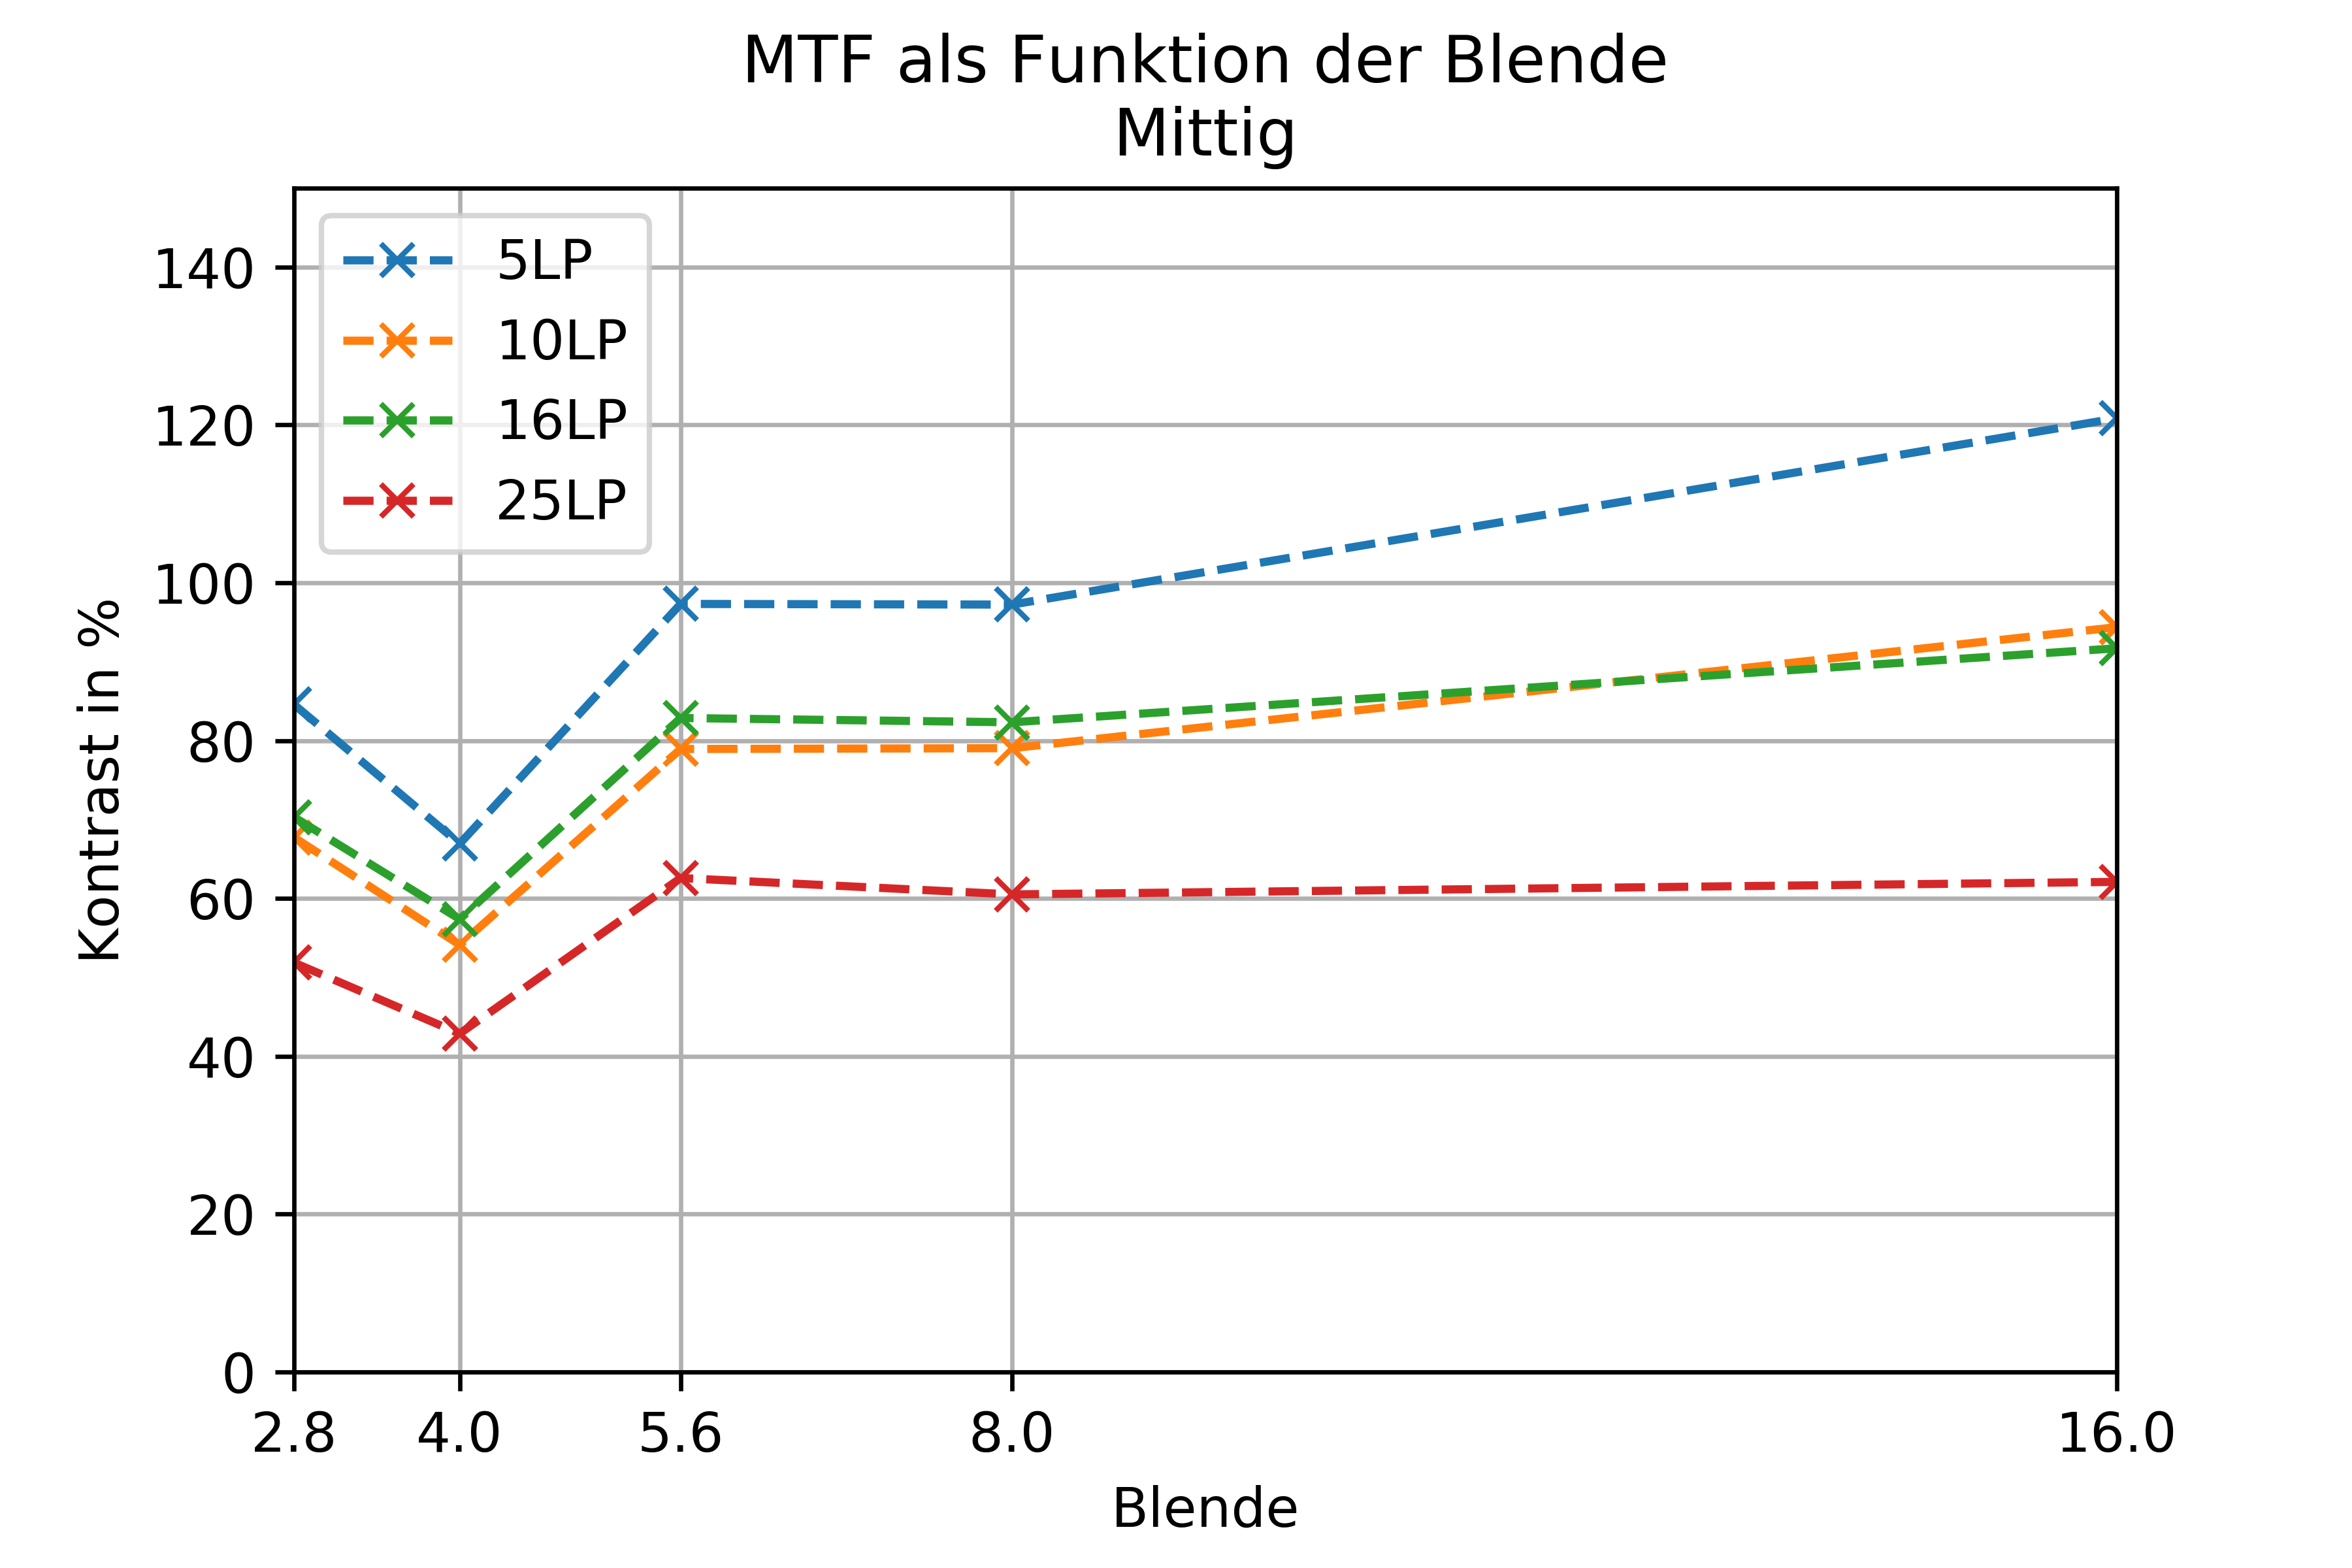 MTF als Funktion der Blende
Mittig
5LP
10LP
16LP
25LP
Kontrast in %
140
120
100
80
60
40
20
0
2.8 4.0 5.6 8.0 16.0
Blende